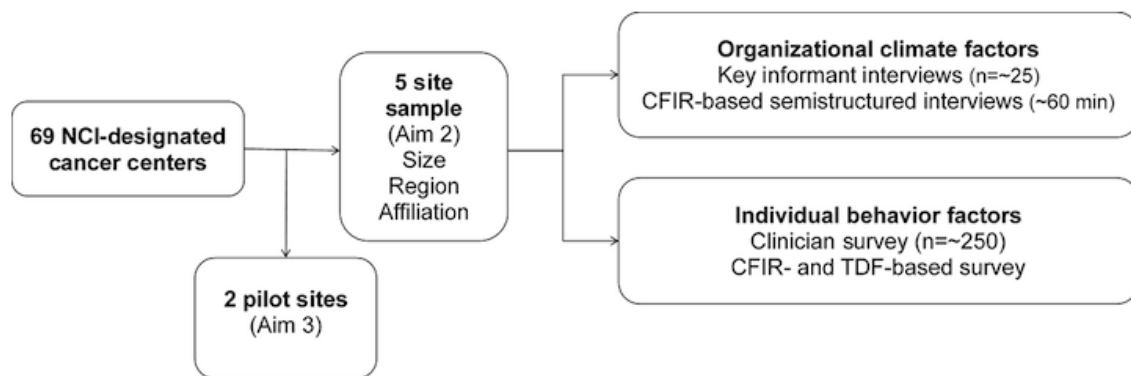 69 NCI-designated
cancer centers
5 site
sample
(Aim 2)
Size
Region
Affiliation
2 pilot sites
(Aim 3)
Organizational climate factors
Key informant interviews (n=~25)
CFIR-based semistructured interviews (~60 min)
Individual behavior factors
Clinician survey (n=~250)
CFIR- and TDF-based survey